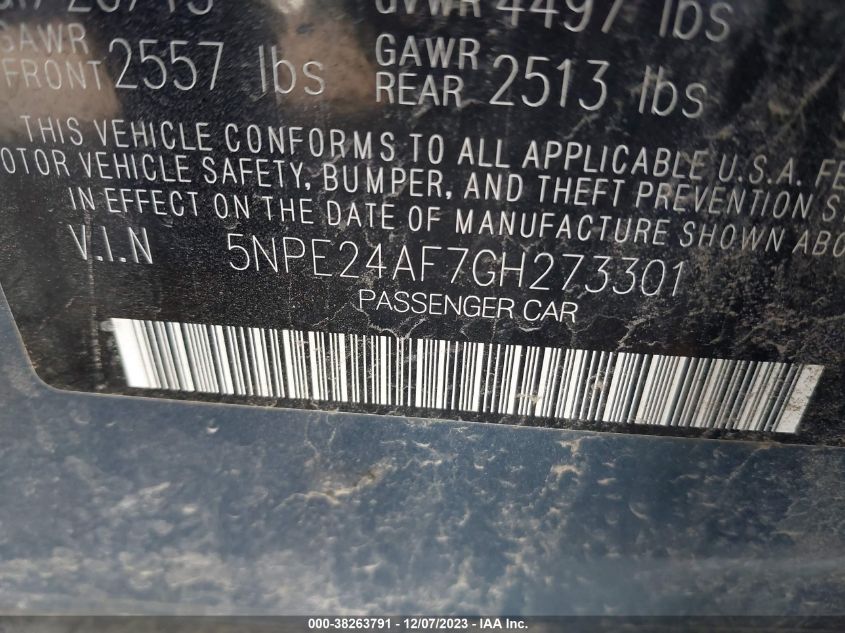 GVWR 4497 lbs
GAWR FRONT 2557 lbs GAWR REAR 2513 lbs
THIS VEHICLE CONFORMS TO ALL APPLICABLE U.S.A. FE
OTOR VEHICLE SAFETY, BUMPER, AND THEFT PREVENTION S
IN EFFECT ON THE DATE OF MANUFACTURE SHOWN ABO
V.I.N 5NPE24AF7GH273301
PASSENGER CAR
000-38263791 - 12/07/2023 - IAA Inc.